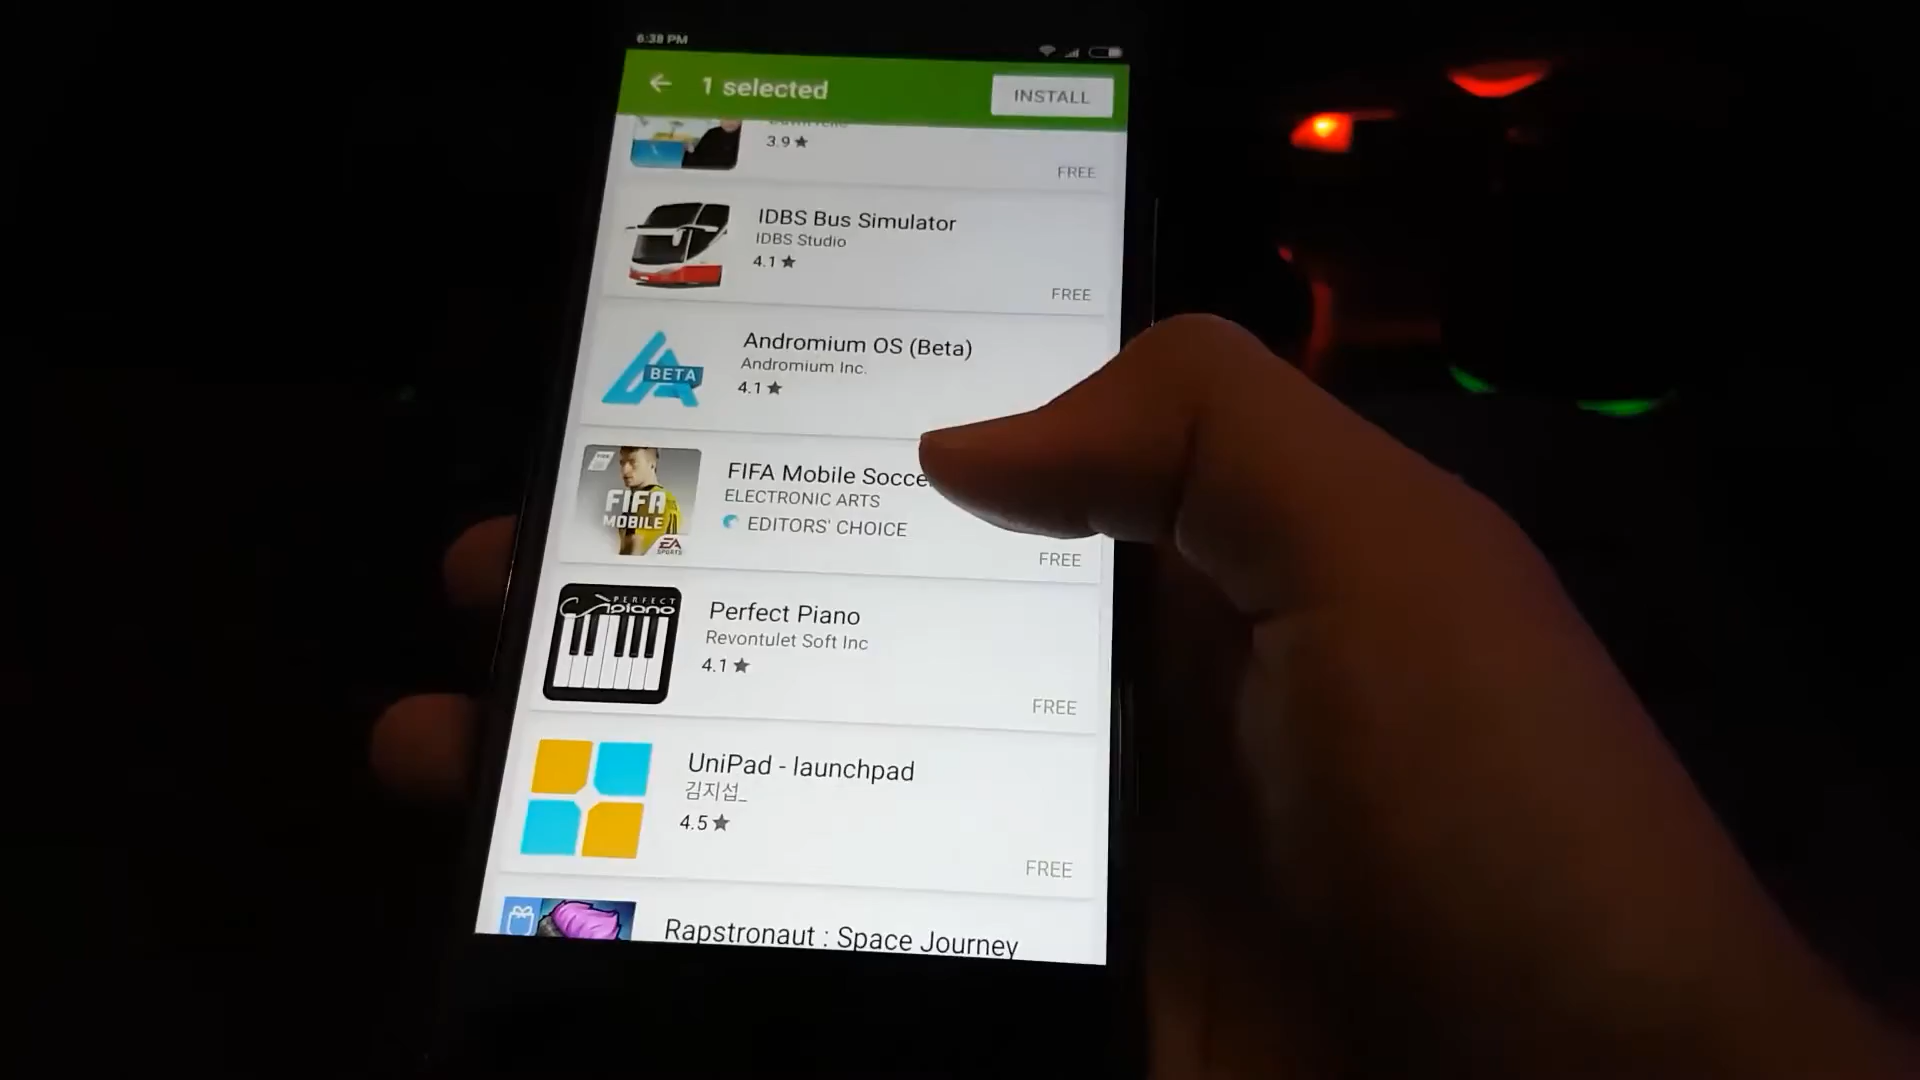 6:38 PM
1 selected
INSTALL
3.9★
FREE
IDBS Bus Simulator
IDBS Studio
4.1★
FREE
BETA
Andromium OS (Beta)
Andromium Inc.
4.1★
FIFA
MOBILE
EA
SPORTS
FIFA Mobile Socce
ELECTRONIC ARTS
EDITORS' CHOICE
FREE
PERFECT
piano
Perfect Piano
Revontulet Soft Inc
4.1★
FREE
UniPad - launchpad
김지섭_
4.5★
FREE
Rapstronaut : Space Journey